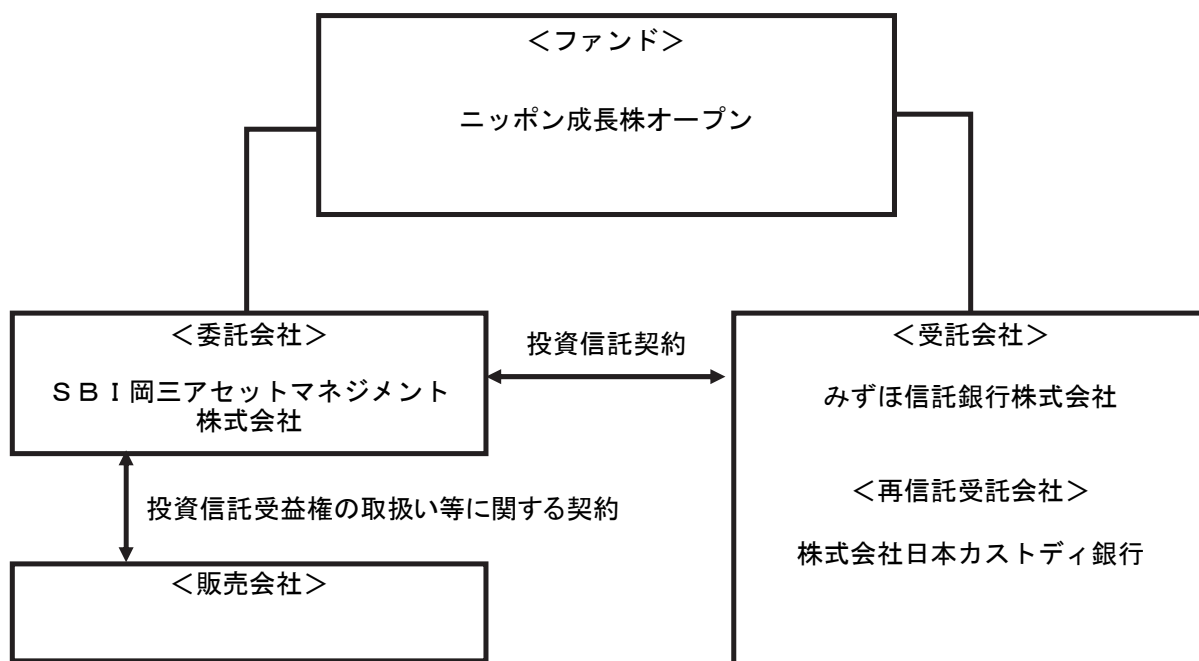 ＜ファンド＞
ニッポン成長株オープン
＜委託会社＞
ＳＢＩ岡三アセットマネジメント
株式会社
投資信託契約
＜受託会社＞
みずほ信託銀行株式会社
＜再信託受託会社＞
株式会社日本カストディ銀行
投資信託受益権の取扱い等に関する契約
＜販売会社＞